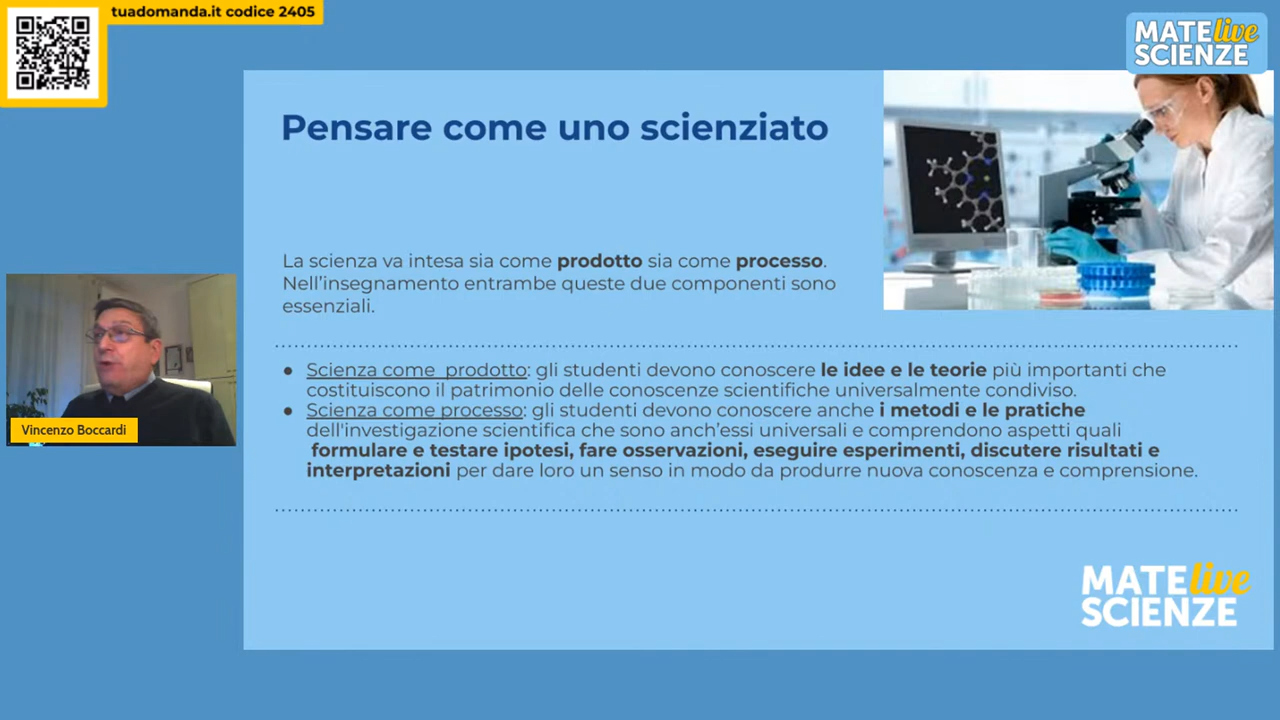 tuadomanda.it codice 2405
MATE live
SCIENZE
Pensare come uno scienziato
La scienza va intesa sia come prodotto sia come processo.
Nell'insegnamento entrambe queste due componenti sono
essenziali.
● Scienza come prodotto: gli studenti devono conoscere le idee e le teorie più importanti che
costituiscono il patrimonio delle conoscenze scientifiche universalmente condiviso.
● Scienza come processo: gli studenti devono conoscere anche i metodi e le pratiche
dell'investigazione scientifica che sono anch'essi universali e comprendono aspetti quali
formulare e testare ipotesi, fare osservazioni, eseguire esperimenti, discutere risultati e
interpretazioni per dare loro un senso in modo da produrre nuova conoscenza e comprensione.
Vincenzo Boccardi
MATE live
SCIENZE